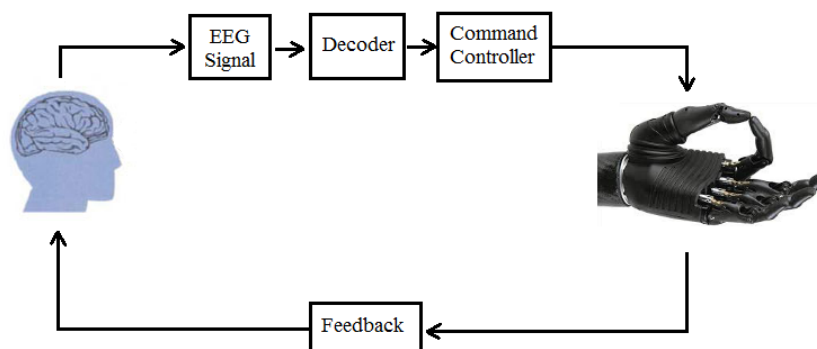 EEG
Signal
Decoder
Command
Controller
Feedback